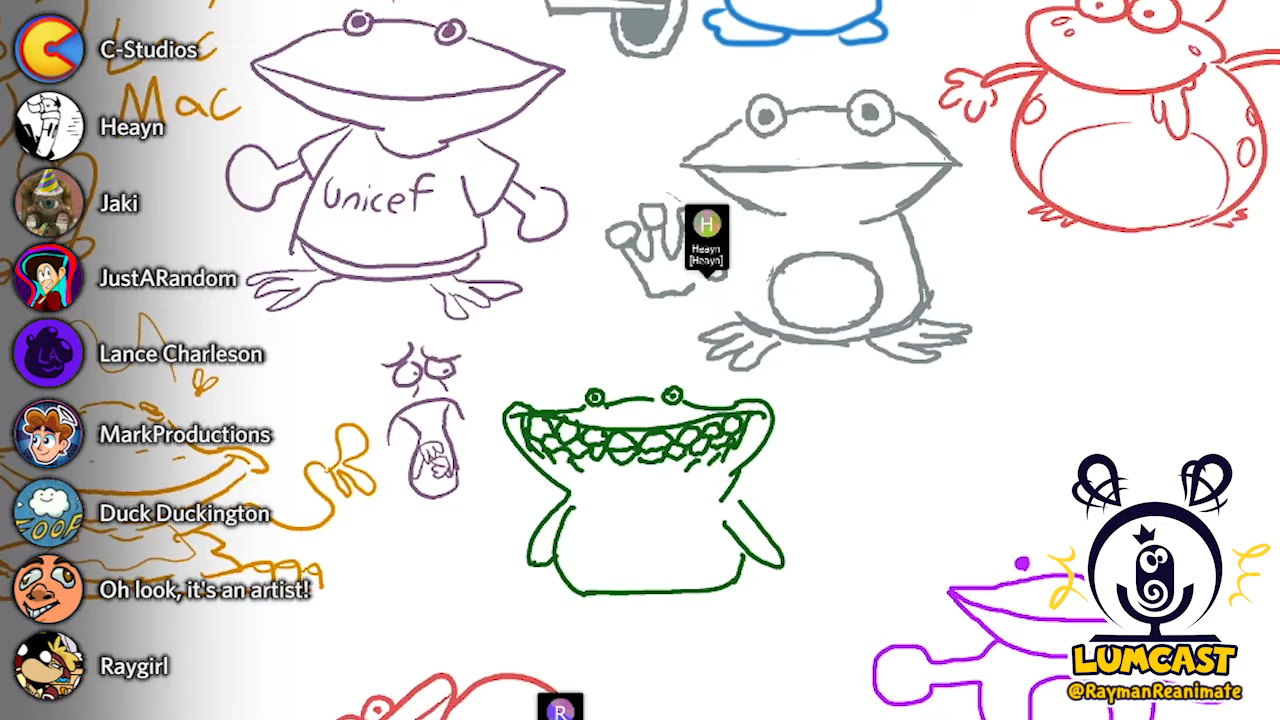 C-Studios
Mac
Heayn
Jaki
JustARandom
Lance Charleson
MarkProductions
Duck Duckington
Oh look, it's an artist!
Raygirl
unicef
H
Heayn
[Heayn]
R
LUMCAST
@RaymanReanimate